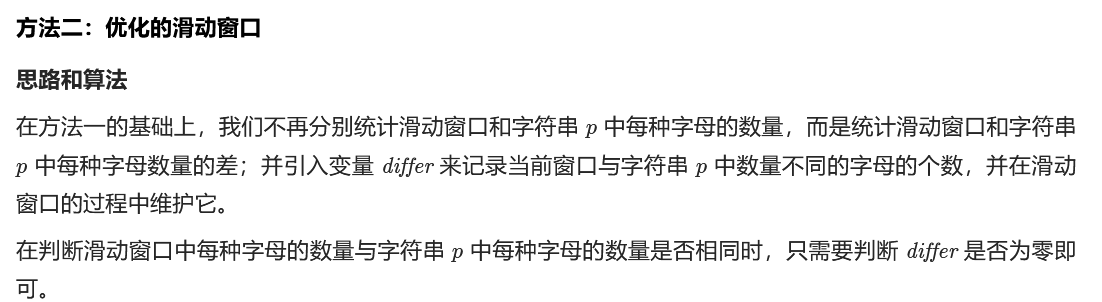 方法二：优化的滑动窗口
思路和算法
在方法一的基础上，我们不再分别统计滑动窗口和字符串 p 中每种字母的数量，而是统计滑动窗口和字符串
p 中每种字母数量的差；并引入变量 differ 来记录当前窗口与字符串 p 中数量不同的字母的个数，并在滑动
窗口的过程中维护它。
在判断滑动窗口中每种字母的数量与字符串 p 中每种字母的数量是否相同时，只需要判断 differ 是否为零即
可。